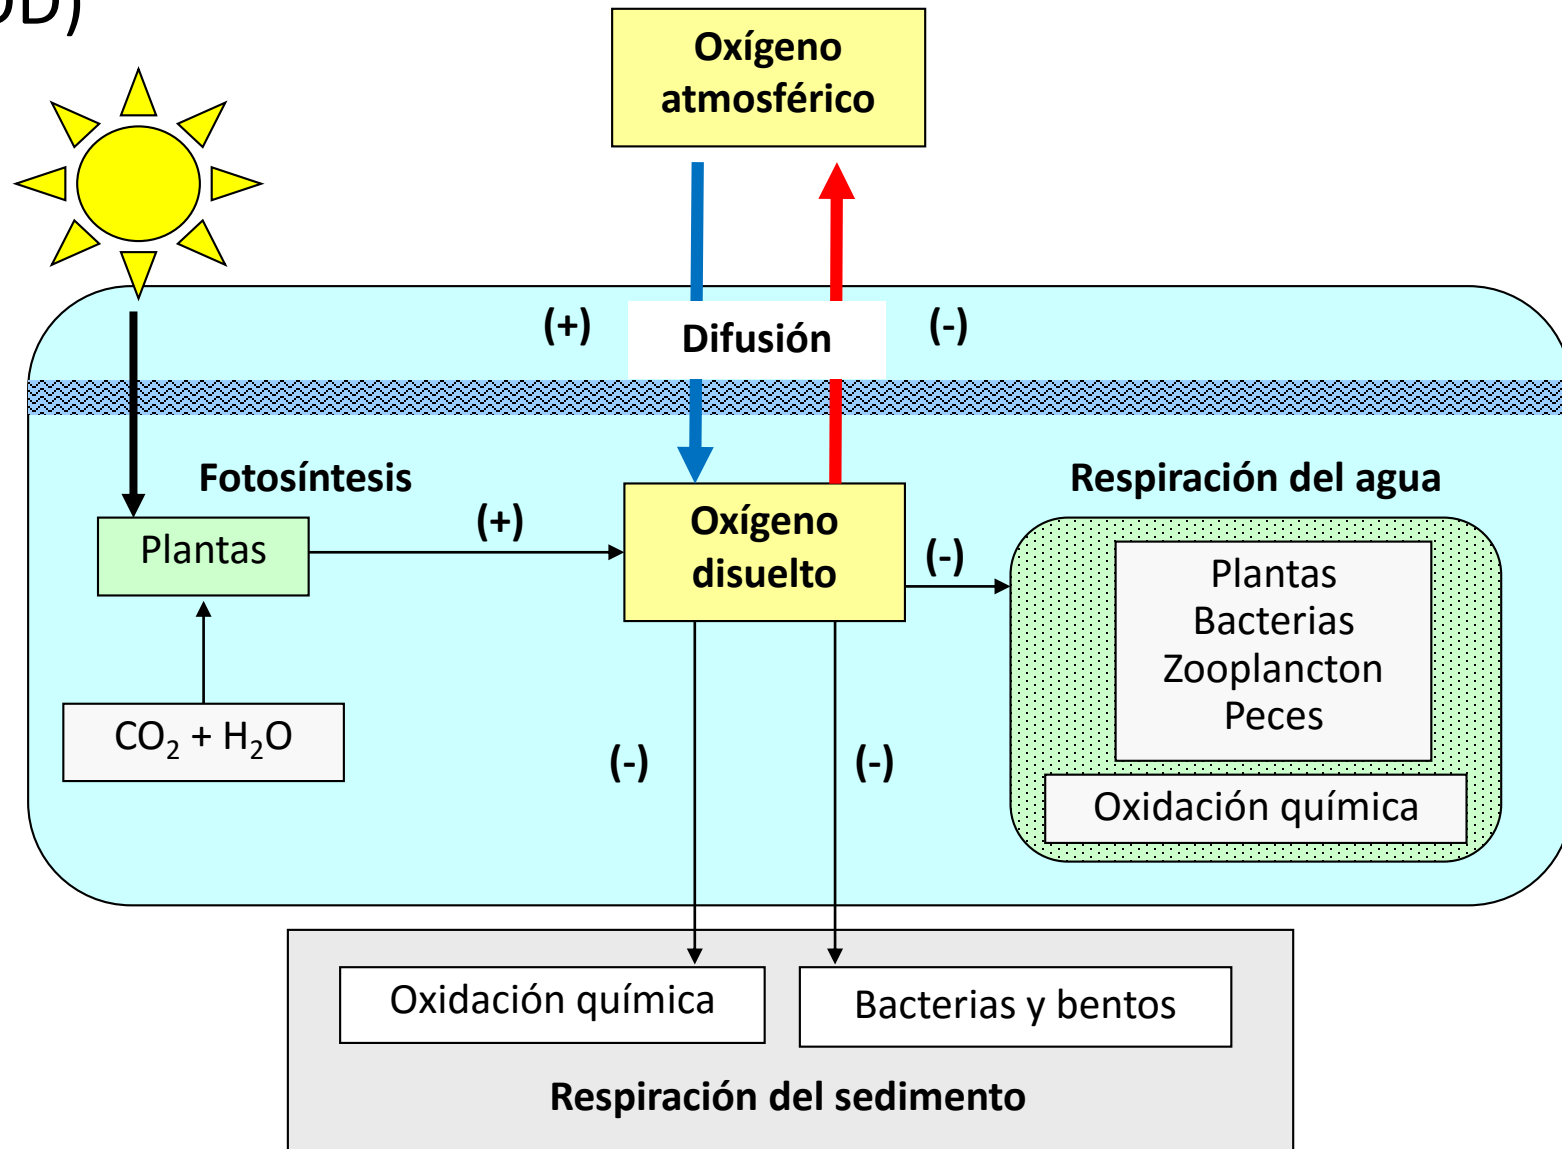 OD)
Oxígeno
atmosférico
(+)
Difusión
(-)
Fotosíntesis
Respiración del agua
Plantas
(+)
Oxígeno
disuelto
(-)
Plantas
Bacterias
Zooplancton
Peces
CO₂ + H₂O
(-)
(-)
Oxidación química
Oxidación química
Bacterias y bentos
Respiración del sedimento